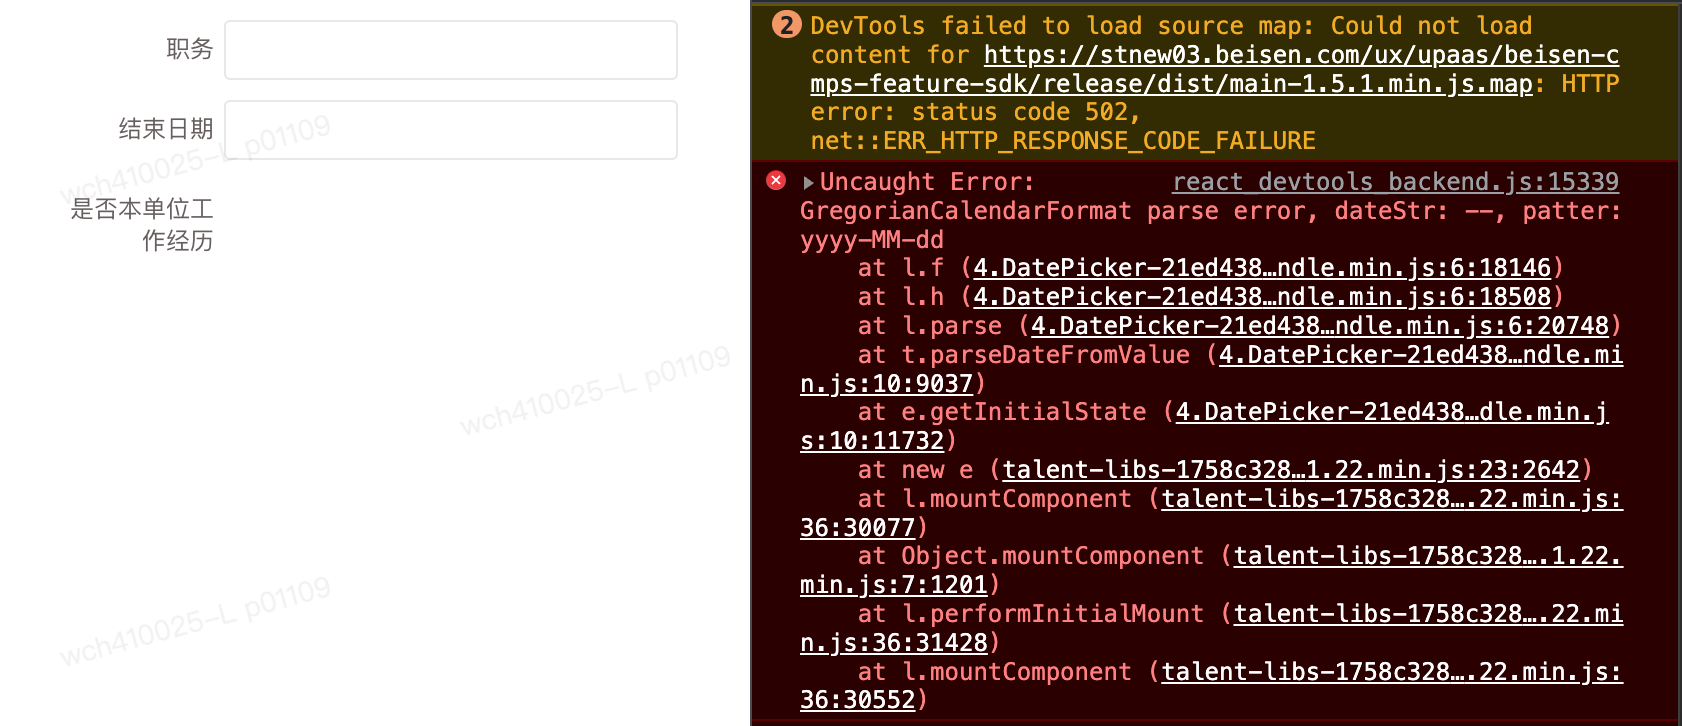 职务
结束日期
是否本单位工
作经历
wch410025-L p01109
wch410025-L p01109
wch410025-L p01109
2 DevTools failed to load source map: Could not load
content for https://stnew03.beisen.com/ux/upaas/beisen-c
mps-feature-sdk/release/dist/main-1.5.1.min.js.map: HTTP
error: status code 502,
net::ERR_HTTP_RESPONSE_CODE_FAILURE
Uncaught Error: react_devtools_backend.js:15339
GregorianCalendarFormat parse error, dateStr: --, patter:
yyyy-MM-dd
at l.f (4.DatePicker-21ed438…ndle.min.js:6:18146)
at l.h (4.DatePicker-21ed438…ndle.min.js:6:18508)
at l.parse (4.DatePicker-21ed438…ndle.min.js:6:20748)
at t.parseDateFromValue (4.DatePicker-21ed438…ndle.mi
n.js:10:9037)
at e.getInitialState (4.DatePicker-21ed438…dle.min.j
s:10:11732)
at new e (talent-libs-1758c328…1.22.min.js:23:2642)
at l.mountComponent (talent-libs-1758c328….22.min.js:
36:30077)
at Object.mountComponent (talent-libs-1758c328….1.22.
min.js:7:1201)
at l.performInitialMount (talent-libs-1758c328….22.mi
n.js:36:31428)
at l.mountComponent (talent-libs-1758c328….22.min.js:
36:30552)